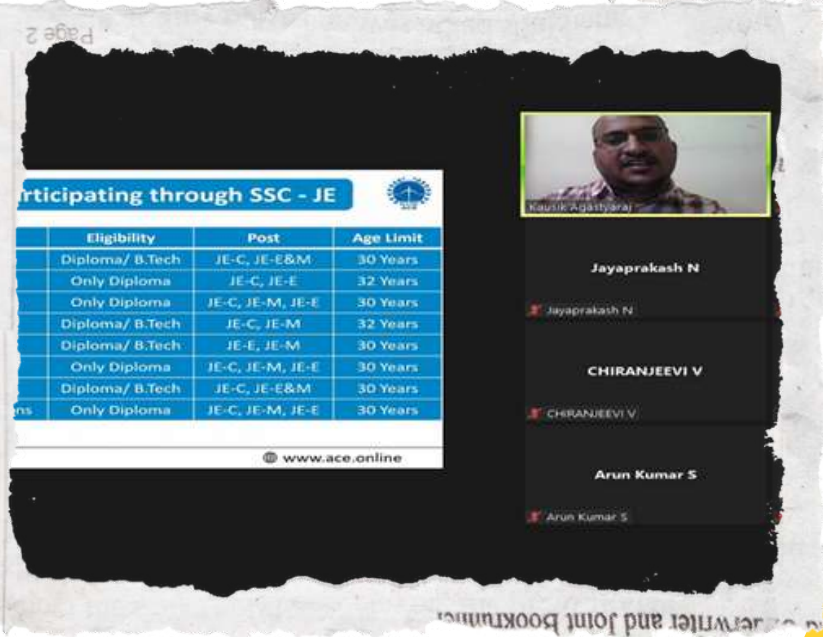 Page 2
rticipating through SSC - JE
ACE
Eligibility Post Age Limit
Diploma/ B.Tech JE-C, JE-E&M 30 Years
Only Diploma JE-C, JE-E 32 Years
Only Diploma JE-C, JE-M, JE-E 30 Years
Diploma/ B.Tech JE-C, JE-M 32 Years
Diploma/ B.Tech JE-E, JE-M 30 Years
Only Diploma JE-C, JE-M, JE-E 30 Years
Diploma/ B.Tech JE-C, JE-E&M 30 Years
ns Only Diploma JE-C, JE-M, JE-E 30 Years
www.ace.online
Kausik Agastyaraj
Jayaprakash N
Jayaprakash N
CHIRANJEEVI V
CHIRANJEEVI V
Arun Kumar S
Arun Kumar S
and Joint Bookrunner